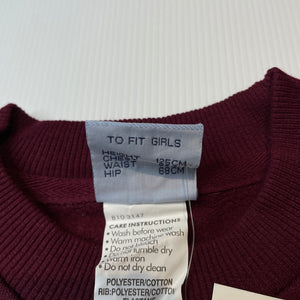 TO FIT GIRLS
HEIGHT
CHEST 125CM
WAIST
HIP 68CM
CARE INSTRUCTIONS:
• Wash before wear
• Warm machine wash
• Do not bleach
• Do not tumble dry
• Warm iron
• Do not dry clean
POLYESTER/COTTON
RIB:POLYESTER/COTTON